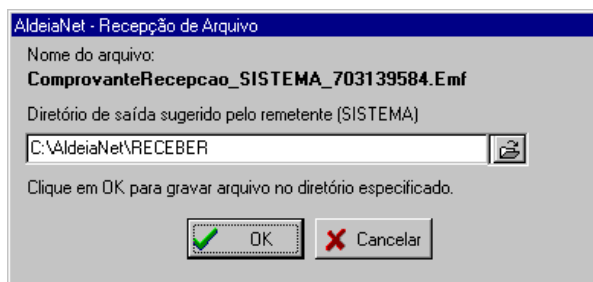 AldeiaNet - Recepção de Arquivo
Nome do arquivo:
ComprovanteRecepcao_SISTEMA_703139584.Emf
Diretório de saída sugerido pelo remetente (SISTEMA)
C:\AldeiaNet\RECEBER
Clique em OK para gravar arquivo no diretório especificado.
OK
Cancelar